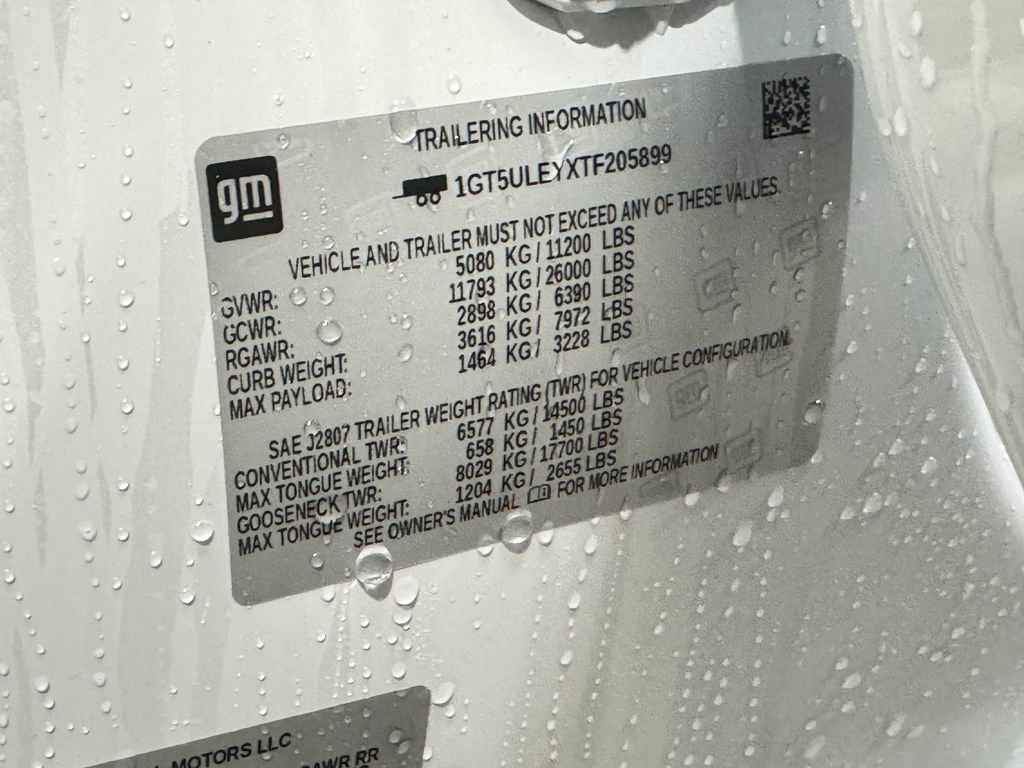 gm
TRAILERING INFORMATION
1GT5ULEYXTF205899
VEHICLE AND TRAILER MUST NOT EXCEED ANY OF THESE VALUES.
GVWR: 5080 KG / 11200 LBS
GCWR: 11793 KG / 26000 LBS
RGAWR: 2898 KG / 6390 LBS
CURB WEIGHT: 3616 KG / 7972 LBS
MAX PAYLOAD: 1464 KG / 3228 LBS
SAE J2807 TRAILER WEIGHT RATING (TWR) FOR VEHICLE CONFIGURATION.
CONVENTIONAL TWR: 6577 KG / 14500 LBS
MAX TONGUE WEIGHT: 658 KG / 1450 LBS
GOOSENECK TWR: 8029 KG / 17700 LBS
MAX TONGUE WEIGHT: 1204 KG / 2655 LBS
SEE OWNER'S MANUAL FOR MORE INFORMATION
MOTORS LLC
RR